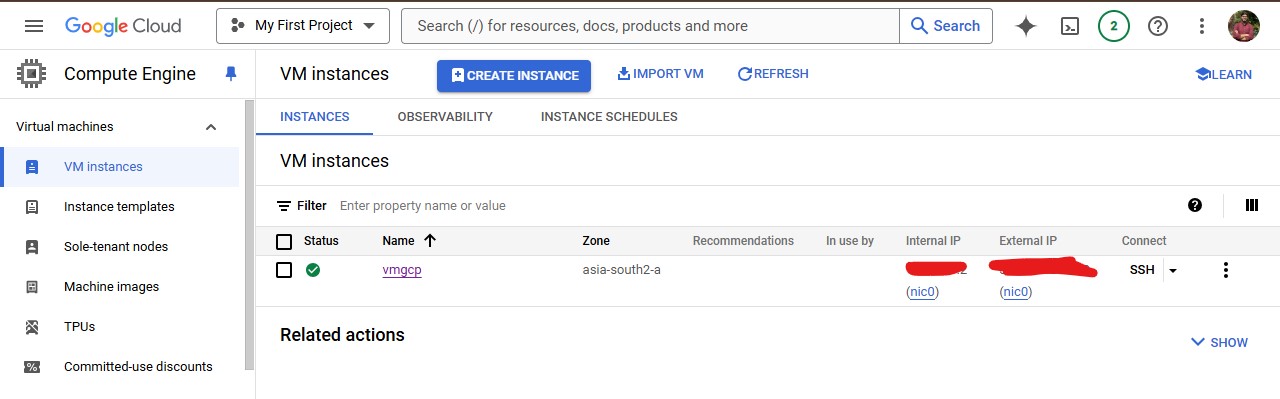 Google Cloud My First Project Search (/) for resources, docs, products and more Search 2
Compute Engine VM instances CREATE INSTANCE IMPORT VM REFRESH LEARN
Virtual machines INSTANCES OBSERVABILITY INSTANCE SCHEDULES
VM instances VM instances
Instance templates Filter Enter property name or value
Sole-tenant nodes Status Name Zone Recommendations In use by Internal IP External IP Connect
Machine images vmgcp asia-south2-a SSH
(nic0) (nic0)
TPUs Related actions SHOW
Committed-use discounts